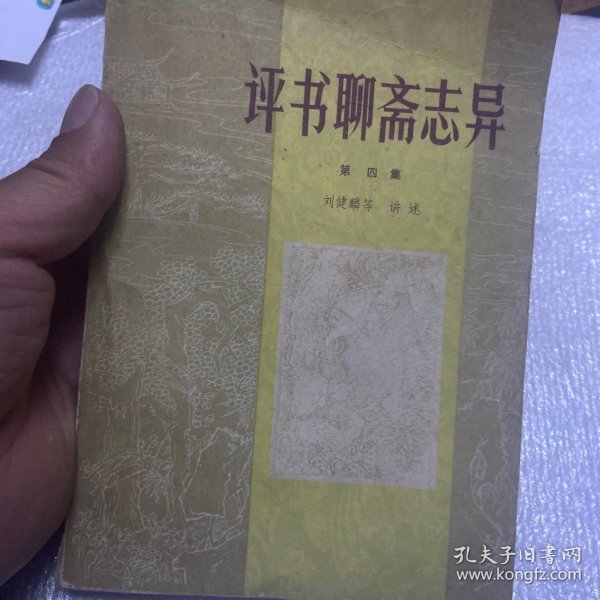 评书聊斋志异
第四集
刘健麟等 讲述
孔夫子旧书网
www.kongfz.com